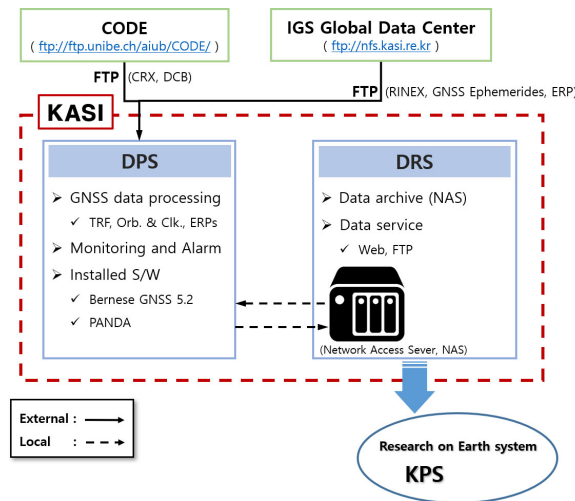 CODE
( ftp://ftp.unibe.ch/aiub/CODE/ )
IGS Global Data Center
( ftp://nfs.kasi.re.kr )
FTP (CRX, DCB)
FTP (RINEX, GNSS Ephemerides, ERP)
KASI
DPS
➢ GNSS data processing
✓ TRF, Orb. & Clk., ERPs
➢ Monitoring and Alarm
➢ Installed S/W
✓ Bernese GNSS 5.2
✓ PANDA
DRS
➢ Data archive (NAS)
➢ Data service
✓ Web, FTP
(Network Access Sever, NAS)
External :
Local :
Research on Earth system
KPS